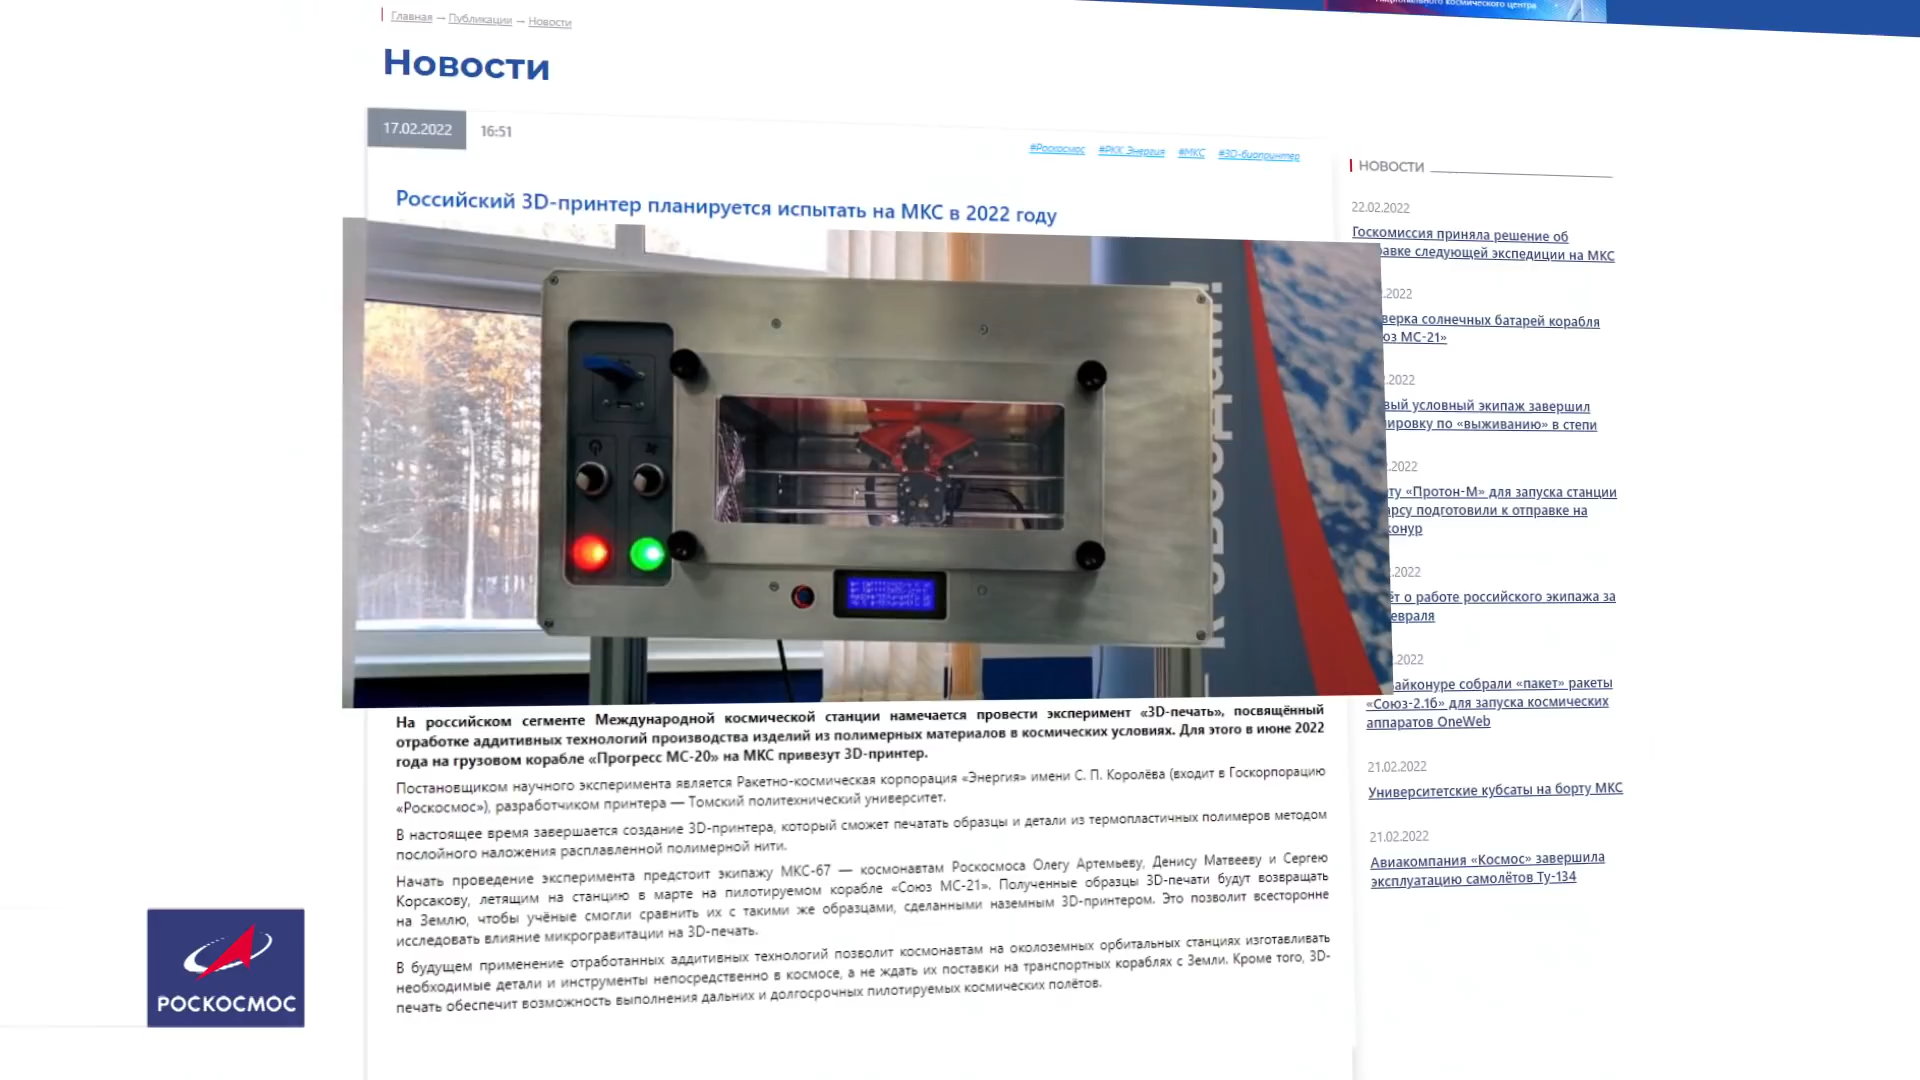 Национального космического центра
Главная → Публикации → Новости
Новости
17.02.2022 16:51
#Роскосмос #РКК Энергия #МКС #3D-биопринтер
Российский 3D-принтер планируется испытать на МКС в 2022 году
На российском сегменте Международной космической станции намечается провести эксперимент «3D-печать», посвящённый
отработке аддитивных технологий производства изделий из полимерных материалов в космических условиях. Для этого в июне 2022
года на грузовом корабле «Прогресс МС-20» на МКС привезут 3D-принтер.
Постановщиком научного эксперимента является Ракетно-космическая корпорация «Энергия» имени С. П. Королёва (входит в Госкорпорацию
«Роскосмос»), разработчиком принтера — Томский политехнический университет.
В настоящее время завершается создание 3D-принтера, который сможет печатать образцы и детали из термопластичных полимеров методом
послойного наложения расплавленной полимерной нити.
Начать проведение эксперимента предстоит экипажу МКС-67 — космонавтам Роскосмоса Олегу Артемьеву, Денису Матвееву и Сергею
Корсакову, летящим на станцию в марте на пилотируемом корабле «Союз МС-21». Полученные образцы 3D-печати будут возвращать
на Землю, чтобы учёные смогли сравнить их с такими же образцами, сделанными наземным 3D-принтером. Это позволит всесторонне
исследовать влияние микрогравитации на 3D-печать.
В будущем применение отработанных аддитивных технологий позволит космонавтам на околоземных орбитальных станциях изготавливать
необходимые детали и инструменты непосредственно в космосе, а не ждать их поставки на транспортных кораблях с Земли. Кроме того, 3D-
печать обеспечит возможность выполнения дальних и долгосрочных пилотируемых космических полётов.
НОВОСТИ
22.02.2022
Госкомиссия приняла решение об
авке следующей экспедиции на МКС
.2022
верка солнечных батарей корабля
юз МС-21»
.2022
вый условный экипаж завершил
ировку по «выживанию» в степи
.2022
ту «Протон-М» для запуска станции
арсу подготовили к отправке на
конур
.2022
ёт о работе российского экипажа за
евраля
.2022
айконуре собрали «пакет» ракеты
«Союз-2.1б» для запуска космических
аппаратов OneWeb
21.02.2022
Университетские кубсаты на борту МКС
21.02.2022
Авиакомпания «Космос» завершила
эксплуатацию самолётов Ту-134
РОСКОСМОС